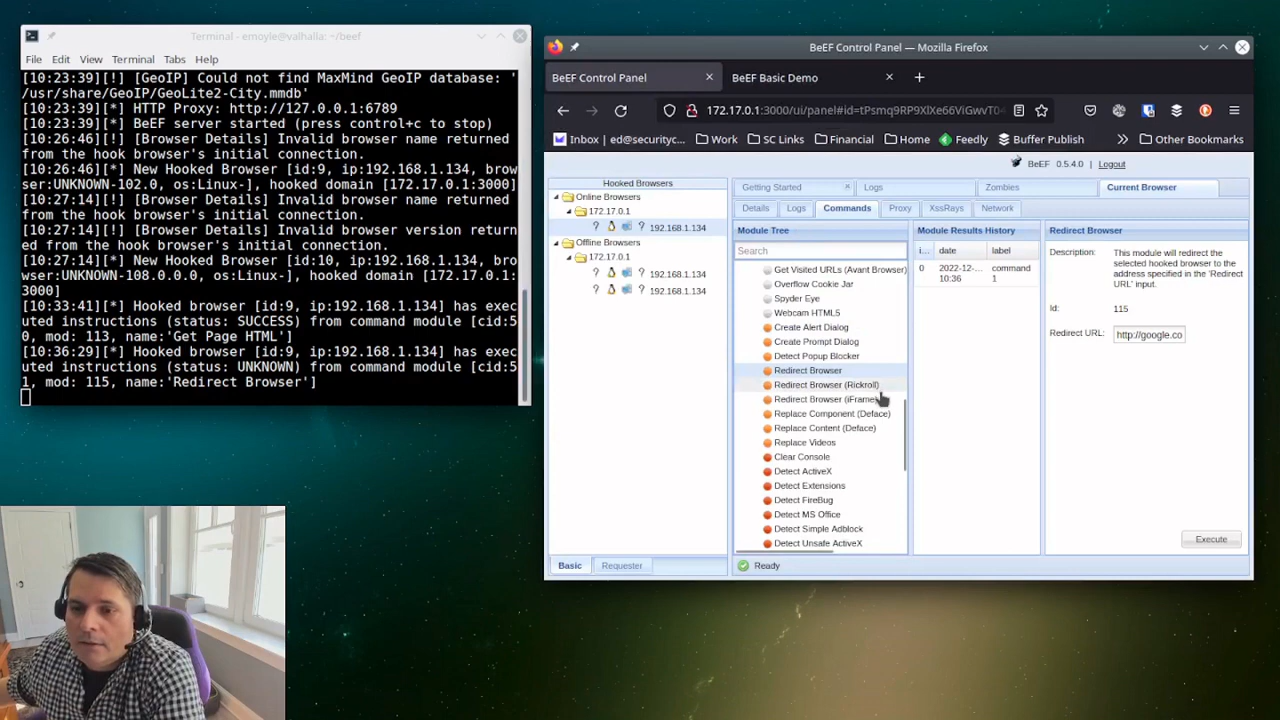 Terminal - emoyle@valhalla: ~/beef
File Edit View Terminal Tabs Help
[10:23:39][!] [GeoIP] Could not find MaxMind GeoIP database: '
/usr/share/GeoIP/GeoLite2-City.mmdb'
[10:23:39][*] HTTP Proxy: http://127.0.0.1:6789
[10:23:39][*] BeEF server started (press control+c to stop)
[10:26:46][!] [Browser Details] Invalid browser name returned
from the hook browser's initial connection.
[10:26:46][*] New Hooked Browser [id:9, ip:192.168.1.134, brow
ser:UNKNOWN-102.0, os:Linux-], hooked domain [172.17.0.1:3000]
[10:27:14][!] [Browser Details] Invalid browser name returned
from the hook browser's initial connection.
[10:27:14][!] [Browser Details] Invalid browser version return
ed from the hook browser's initial connection.
[10:27:14][*] New Hooked Browser [id:10, ip:192.168.1.134, bro
wser:UNKNOWN-108.0.0.0, os:Linux-], hooked domain [172.17.0.1:
3000]
[10:33:41][*] Hooked browser [id:9, ip:192.168.1.134] has exec
uted instructions (status: SUCCESS) from command module [cid:5
0, mod: 113, name:'Get Page HTML']
[10:36:29][*] Hooked browser [id:9, ip:192.168.1.134] has exec
uted instructions (status: UNKNOWN) from command module [cid:5
1, mod: 115, name:'Redirect Browser']
BeEF Control Panel — Mozilla Firefox
BeEF Control Panel
BeEF Basic Demo
172.17.0.1:3000/ui/panel#id=tPsmq9RP9XlXe66ViGwvT04
Inbox | ed@securityc... Work SC Links Financial Home Feedly Buffer Publish Other Bookmarks
BeEF 0.5.4.0 | Logout
Hooked Browsers
Online Browsers
172.17.0.1
? ? 192.168.1.134
Offline Browsers
172.17.0.1
? ? 192.168.1.134
? ? 192.168.1.134
Basic Requester
Getting Started Logs Zombies Current Browser
Details Logs Commands Proxy XssRays Network
Module Tree
Search
Get Visited URLs (Avant Browser)
Overflow Cookie Jar
Spyder Eye
Webcam HTML5
Create Alert Dialog
Create Prompt Dialog
Detect Popup Blocker
Redirect Browser
Redirect Browser (Rickroll)
Redirect Browser (iFrame)
Replace Component (Deface)
Replace Content (Deface)
Replace Videos
Clear Console
Detect ActiveX
Detect Extensions
Detect FireBug
Detect MS Office
Detect Simple Adblock
Detect Unsafe ActiveX
Module Results History
i... date label
0 2022-12-... 10:36 command 1
Redirect Browser
Description: This module will redirect the
selected hooked browser to the
address specified in the 'Redirect
URL' input.
Id: 115
Redirect URL: http://google.co
Execute
Ready